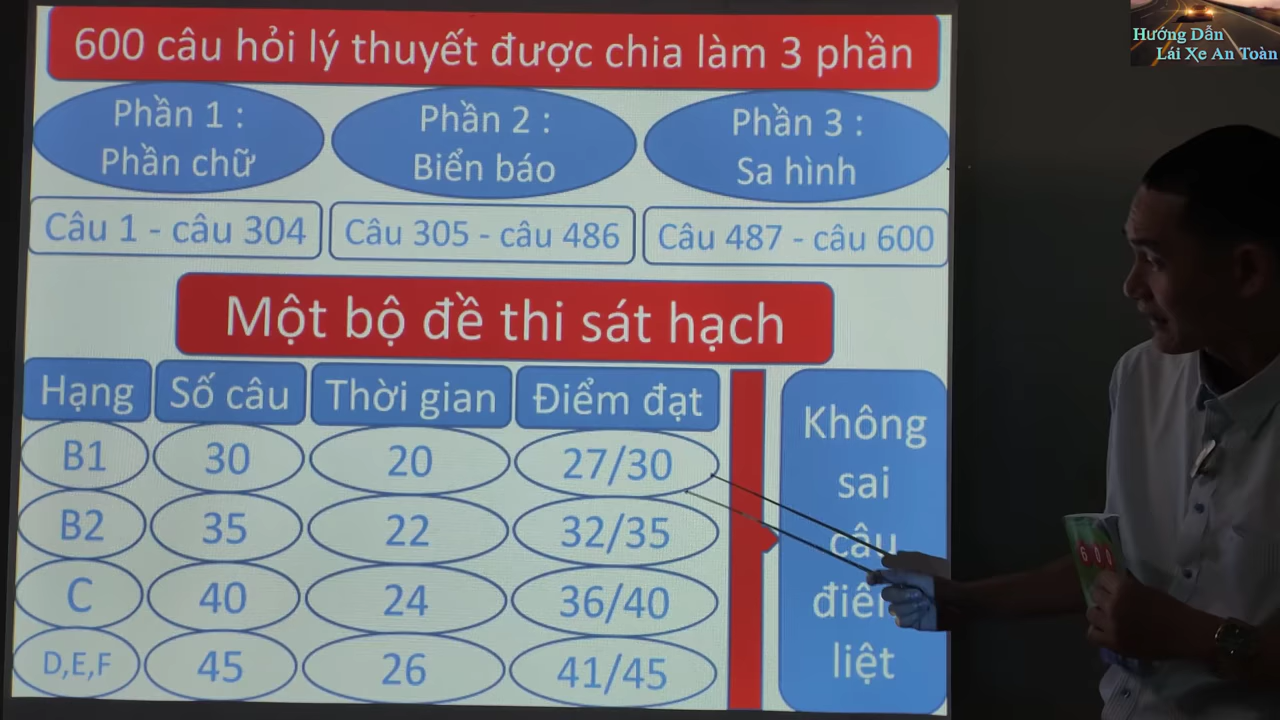 Hướng Dẫn
Lái Xe An Toàn
600 câu hỏi lý thuyết được chia làm 3 phần
Phần 1 :
Phần chữ
Phần 2 :
Biển báo
Phần 3 :
Sa hình
Câu 1 - câu 304
Câu 305 - câu 486
Câu 487 - câu 600
Một bộ đề thi sát hạch
Hạng Số câu Thời gian Điểm đạt
B1 30 20 27/30
B2 35 22 32/35
C 40 24 36/40
D,E,F 45 26 41/45
Không
sai
câu
điểm
liệt
600